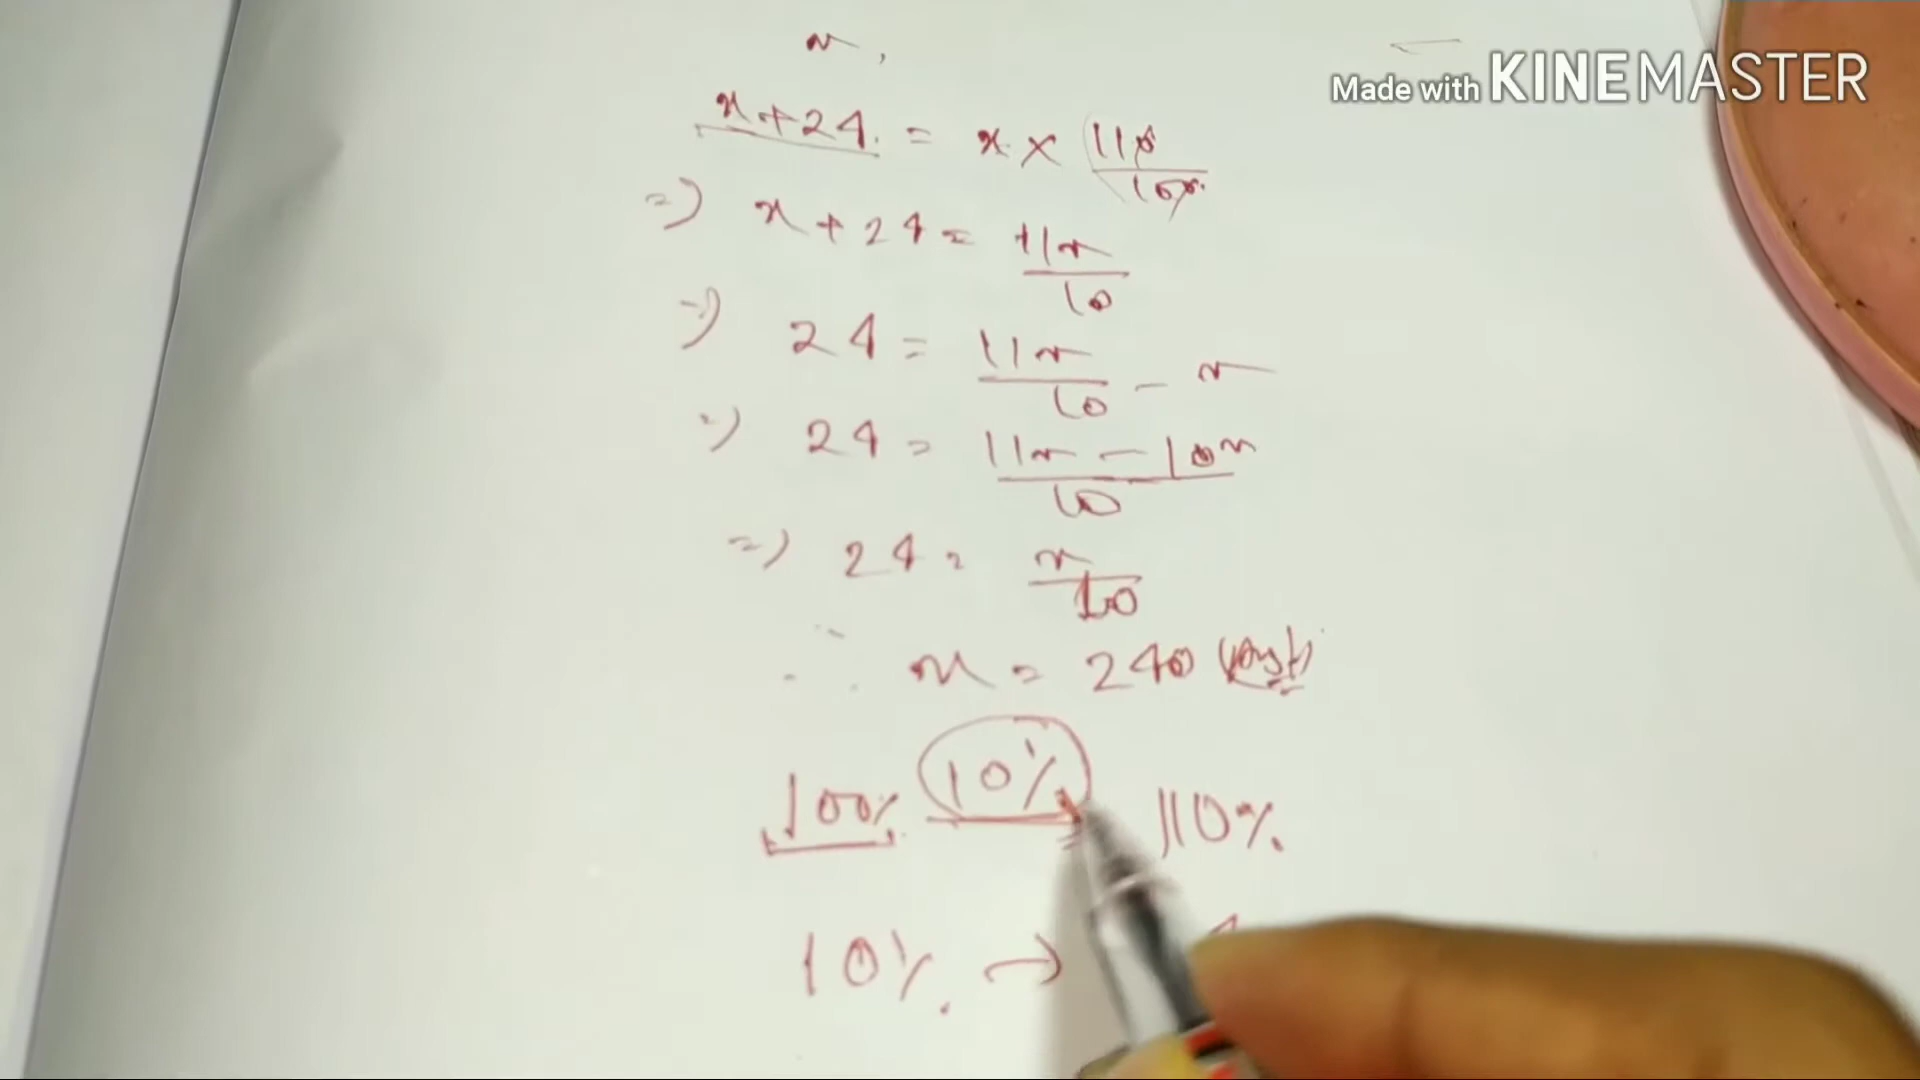 x,
Made with KINEMASTER
x+24 = x × 110/100
=) x+24 = 11x/10
=) 24 = 11x/10 - x
=) 24 = 11x - 10x/10
=) 24 = x/10
∴ x = 240 (Ans)
100% 10% 110%
10% →